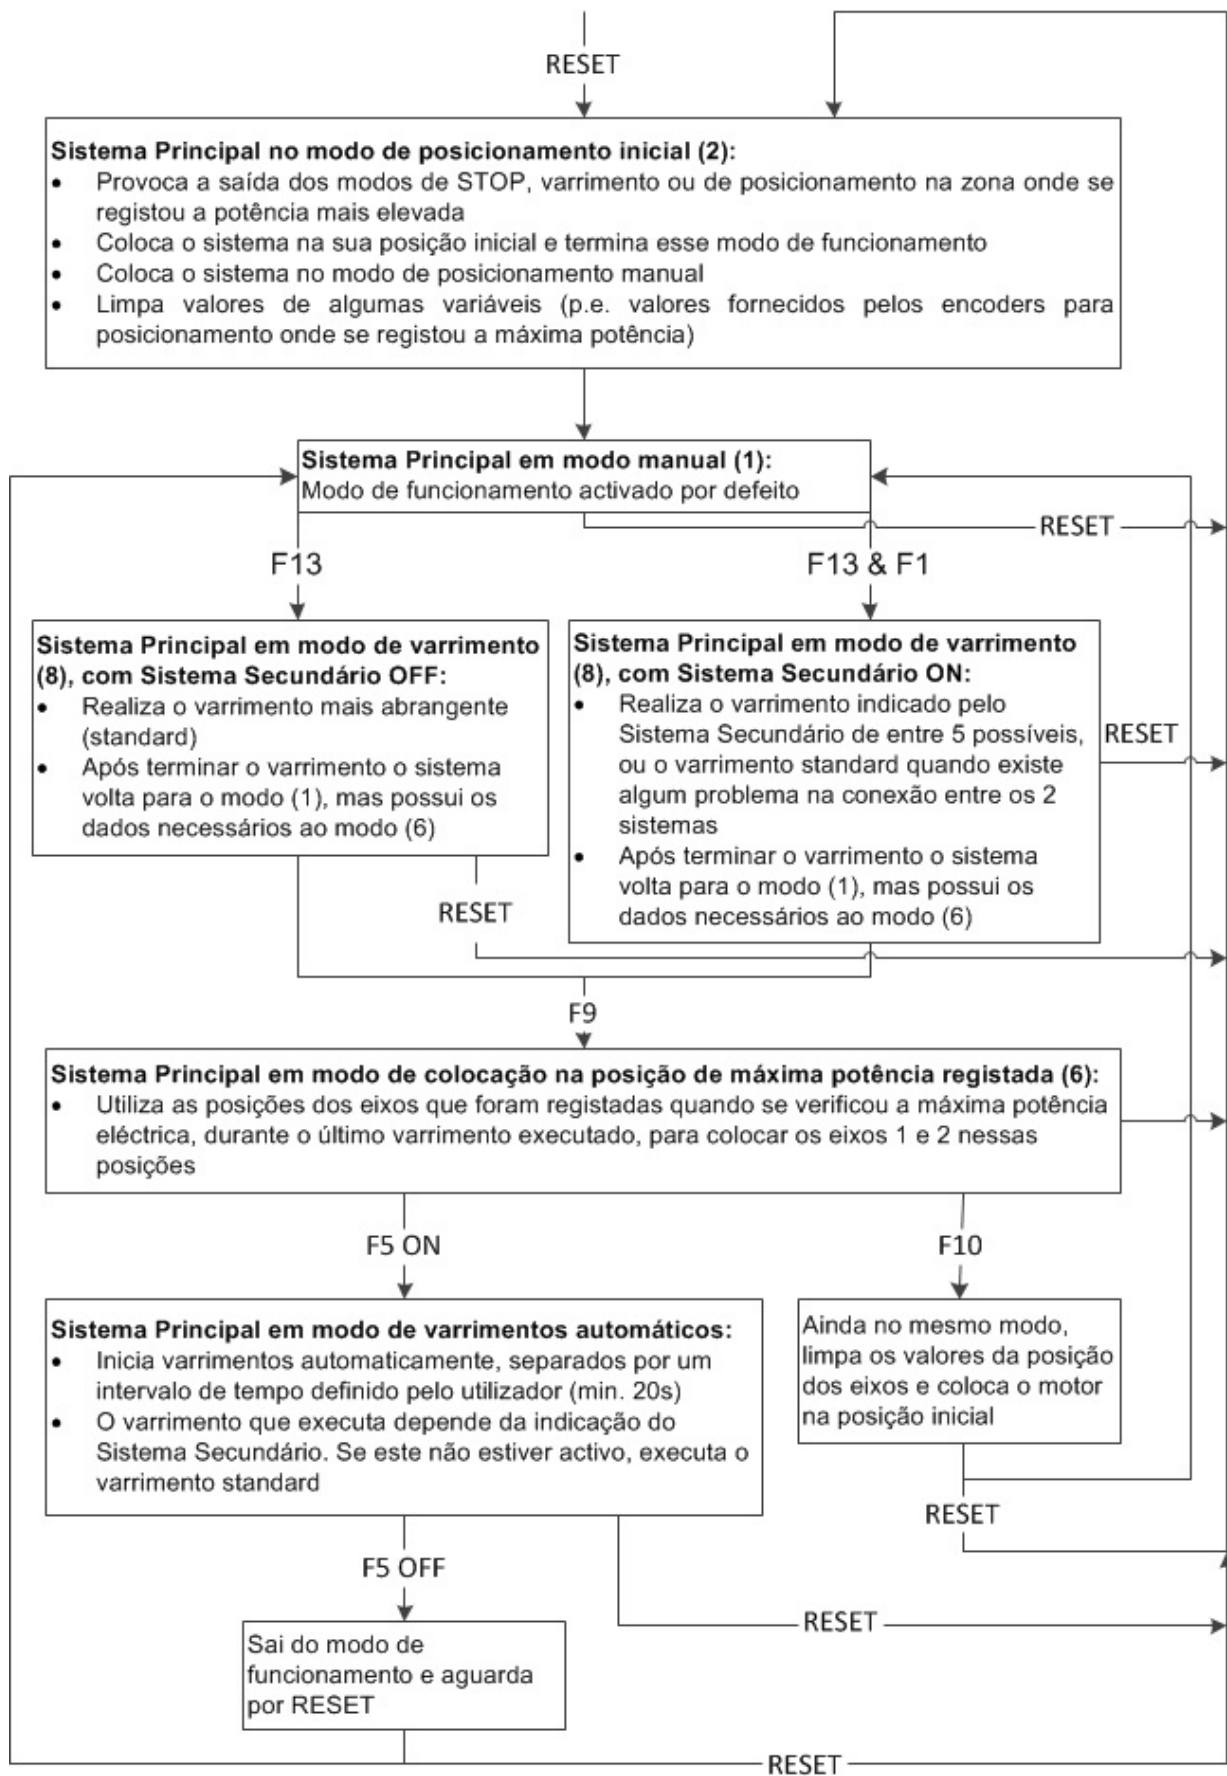 RESET
Sistema Principal no modo de posicionamento inicial (2):
• Provoca a saída dos modos de STOP, varrimento ou de posicionamento na zona onde se
registou a potência mais elevada
• Coloca o sistema na sua posição inicial e termina esse modo de funcionamento
• Coloca o sistema no modo de posicionamento manual
• Limpa valores de algumas variáveis (p.e. valores fornecidos pelos encoders para
posicionamento onde se registou a máxima potência)
Sistema Principal em modo manual (1):
Modo de funcionamento activado por defeito
RESET
F13
F13 & F1
Sistema Principal em modo de varrimento
(8), com Sistema Secundário OFF:
• Realiza o varrimento mais abrangente
(standard)
• Após terminar o varrimento o sistema
volta para o modo (1), mas possui os
dados necessários ao modo (6)
Sistema Principal em modo de varrimento
(8), com Sistema Secundário ON:
• Realiza o varrimento indicado pelo
Sistema Secundário de entre 5 possíveis,
ou o varrimento standard quando existe
algum problema na conexão entre os 2
sistemas
• Após terminar o varrimento o sistema
volta para o modo (1), mas possui os
dados necessários ao modo (6)
RESET
RESET
F9
Sistema Principal em modo de colocação na posição de máxima potência registada (6):
• Utiliza as posições dos eixos que foram registadas quando se verificou a máxima potência
eléctrica, durante o último varrimento executado, para colocar os eixos 1 e 2 nessas
posições
F5 ON
F10
Sistema Principal em modo de varrimentos automáticos:
• Inicia varrimentos automaticamente, separados por um
intervalo de tempo definido pelo utilizador (min. 20s)
• O varrimento que executa depende da indicação do
Sistema Secundário. Se este não estiver activo, executa o
varrimento standard
Ainda no mesmo modo,
limpa os valores da posição
dos eixos e coloca o motor
na posição inicial
RESET
F5 OFF
RESET
Sai do modo de
funcionamento e aguarda
por RESET
RESET